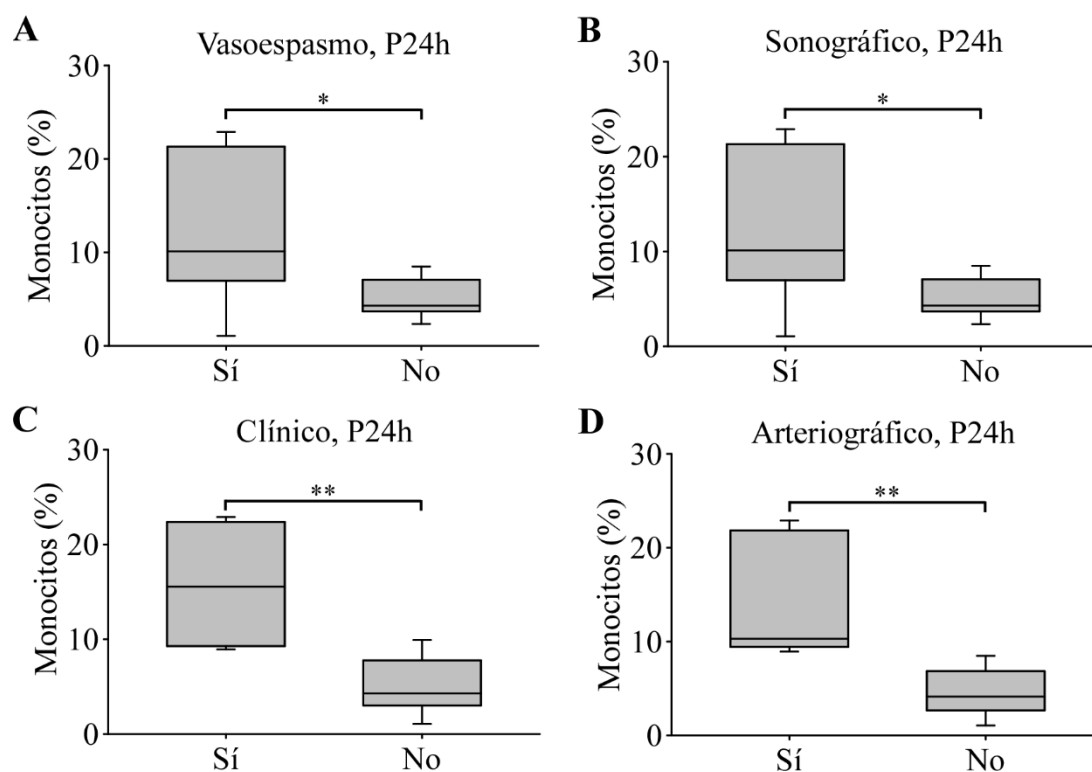 A
Vasoespasmo, P24h
Monocitos (%)
30
20
10
0
*
Sí
No
B
Sonográfico, P24h
Monocitos (%)
30
20
10
0
*
Sí
No
C
Clínico, P24h
Monocitos (%)
30
20
10
0
**
Sí
No
D
Arteriográfico, P24h
Monocitos (%)
30
20
10
0
**
Sí
No